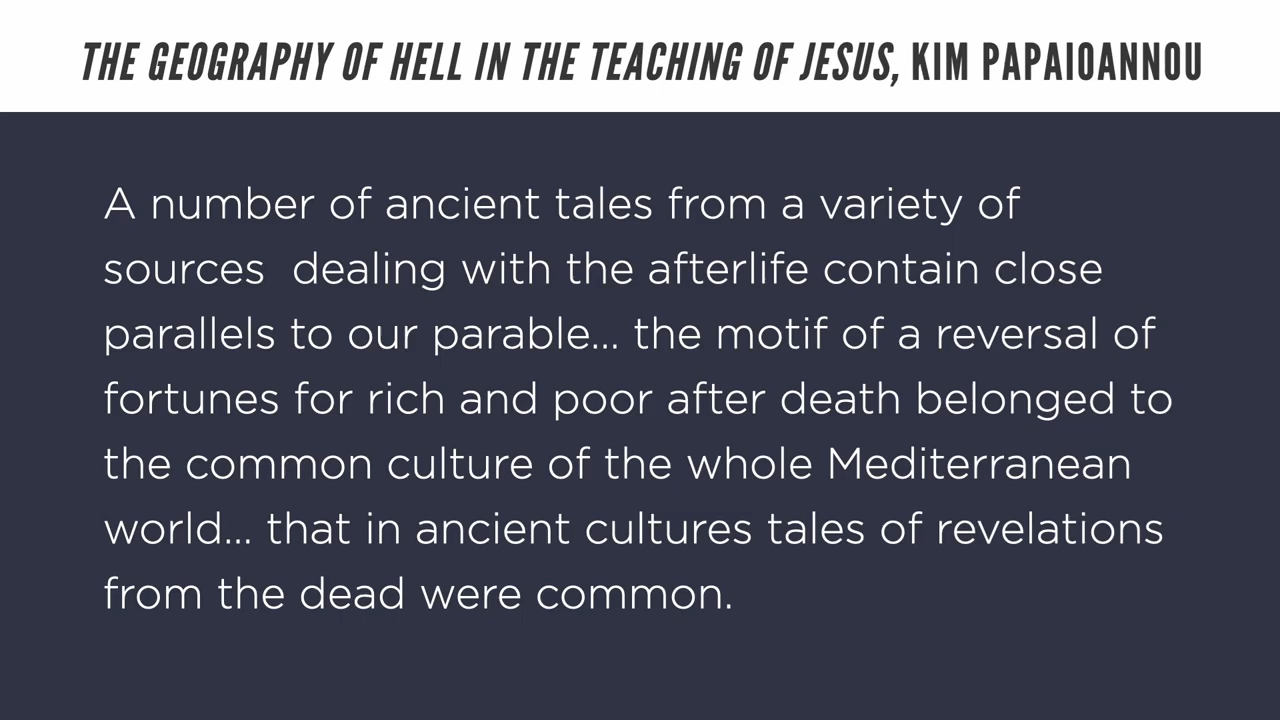 THE GEOGRAPHY OF HELL IN THE TEACHING OF JESUS, KIM PAPAIOANNOU
A number of ancient tales from a variety of
sources  dealing with the afterlife contain close
parallels to our parable... the motif of a reversal of
fortunes for rich and poor after death belonged to
the common culture of the whole Mediterranean
world... that in ancient cultures tales of revelations
from the dead were common.